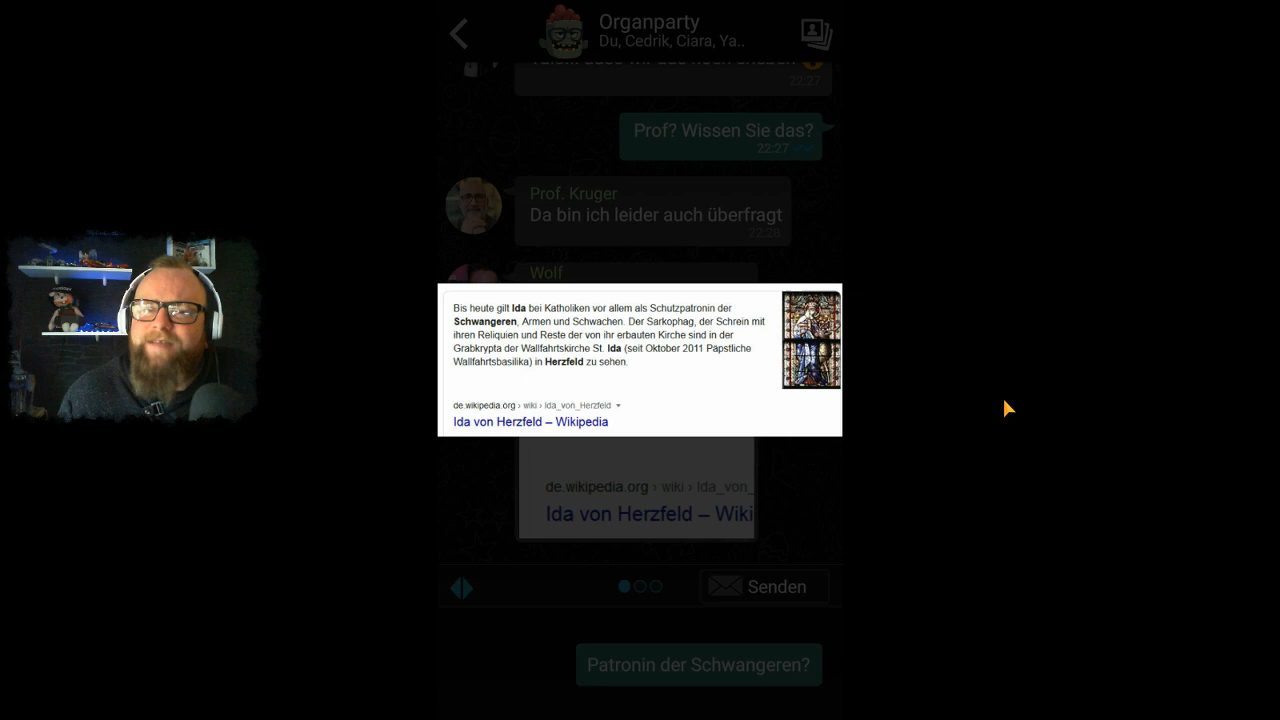 Organparty
Du, Cedrik, Ciara, Ya..
22:27
Prof? Wissen Sie das?
22:27
Prof. Kruger
Da bin ich leider auch überfragt
22:28
Wolf
Bis heute gilt Ida bei Katholiken vor allem als Schutzpatronin der
Schwangeren, Armen und Schwachen. Der Sarkophag, der Schrein mit
ihren Reliquien und Reste der von ihr erbauten Kirche sind in der
Grabkrypta der Wallfahrtskirche St. Ida (seit Oktober 2011 Päpstliche
Wallfahrtsbasilika) in Herzfeld zu sehen.
de.wikipedia.org › wiki › Ida_von_Herzfeld
Ida von Herzfeld – Wikipedia
de.wikipedia.org › wiki › Ida_von_
Ida von Herzfeld – Wiki
Senden
Patronin der Schwangeren?